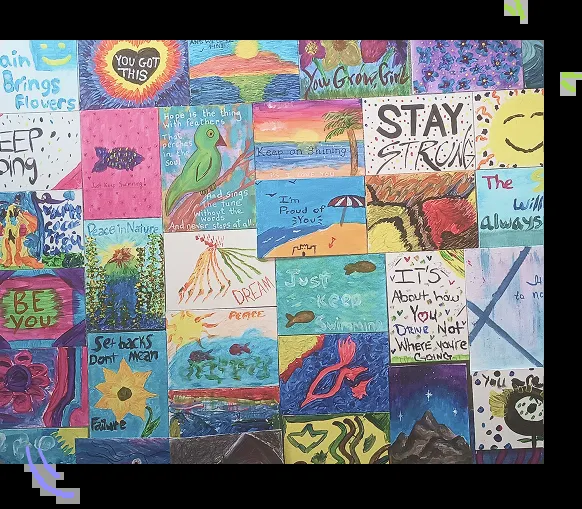 ain
Brings
Flowers
YOU GOT
THIS
You Grow, Girl
EEP
ing
Hope is the thing
with feathers
That
perches
in the
soul
And sings
the tune
Without the
words
And never stops at all
Keep on Shining
STAY
STRONG
I'm
Proud of
You
The
will
always
Peace in Nature
BE
YOU
DREAM
Just
Keep
Swimming
IT'S
About how
You
DRIVE, Not
Where You're
GOING
PEACE
Set-backs
Dont Mean
Failure
You